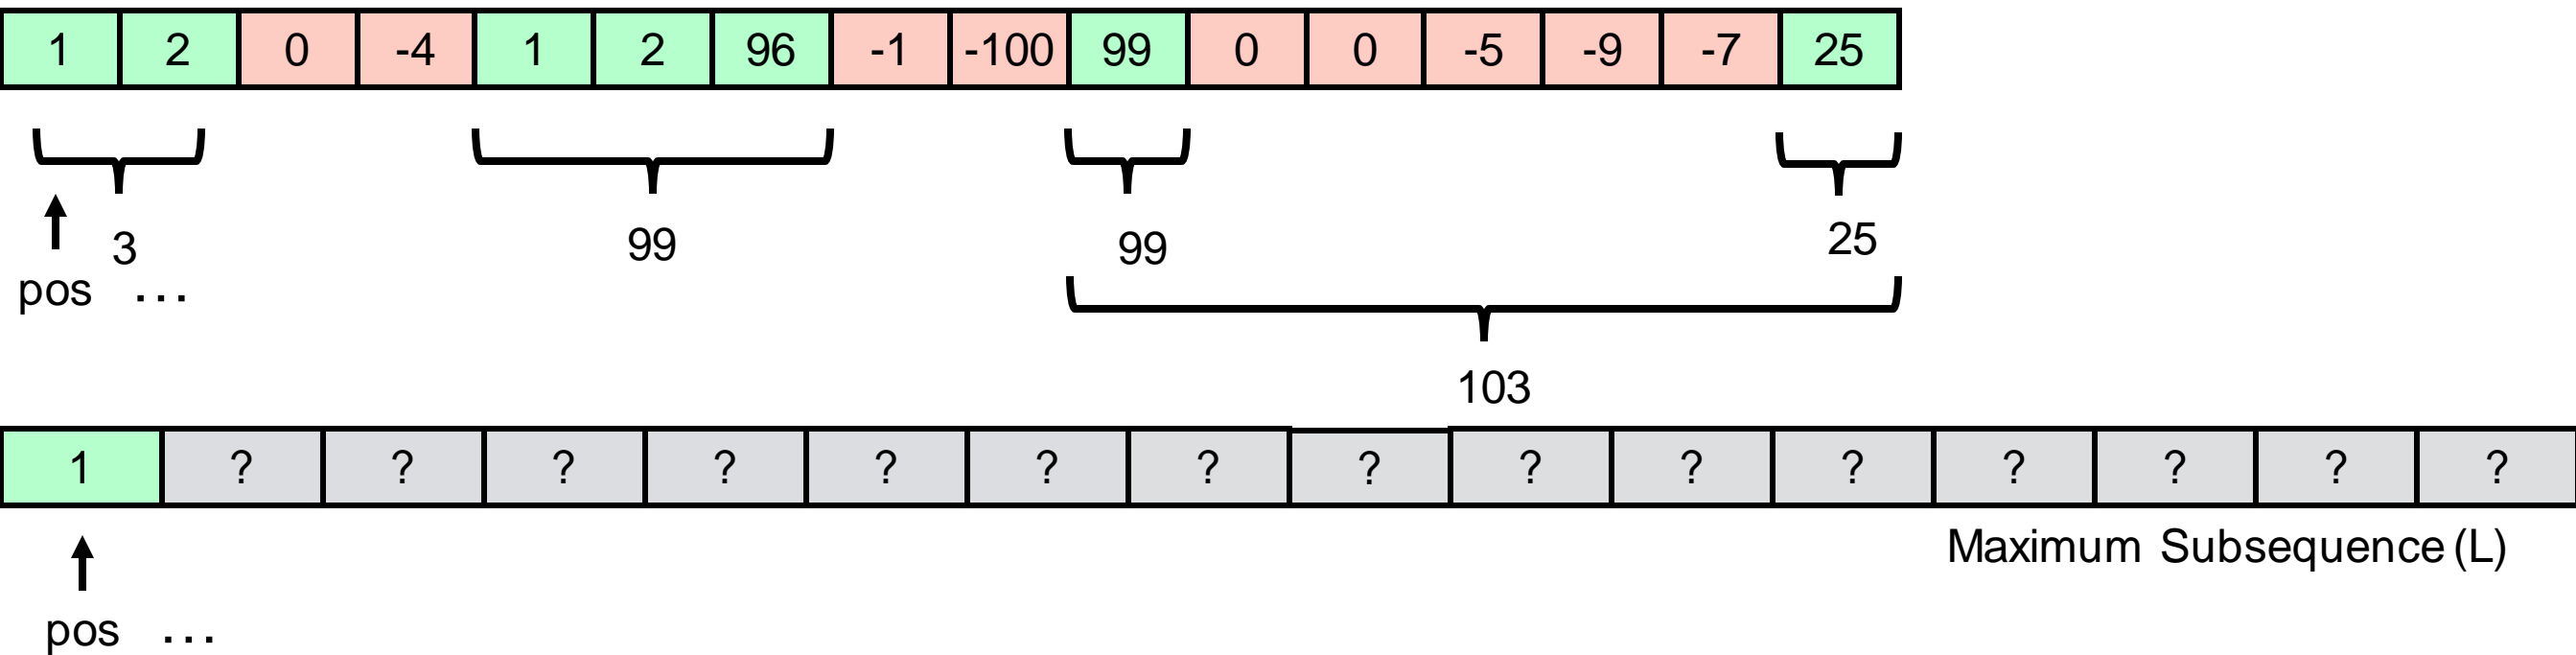 1 2 0 -4 1 2 96 -1 -100 99 0 0 -5 -9 -7 25
3 99 99 25
pos ...
103
1 ? ? ? ? ? ? ? ? ? ? ? ? ? ? ?
Maximum Subsequence (L)
pos ...